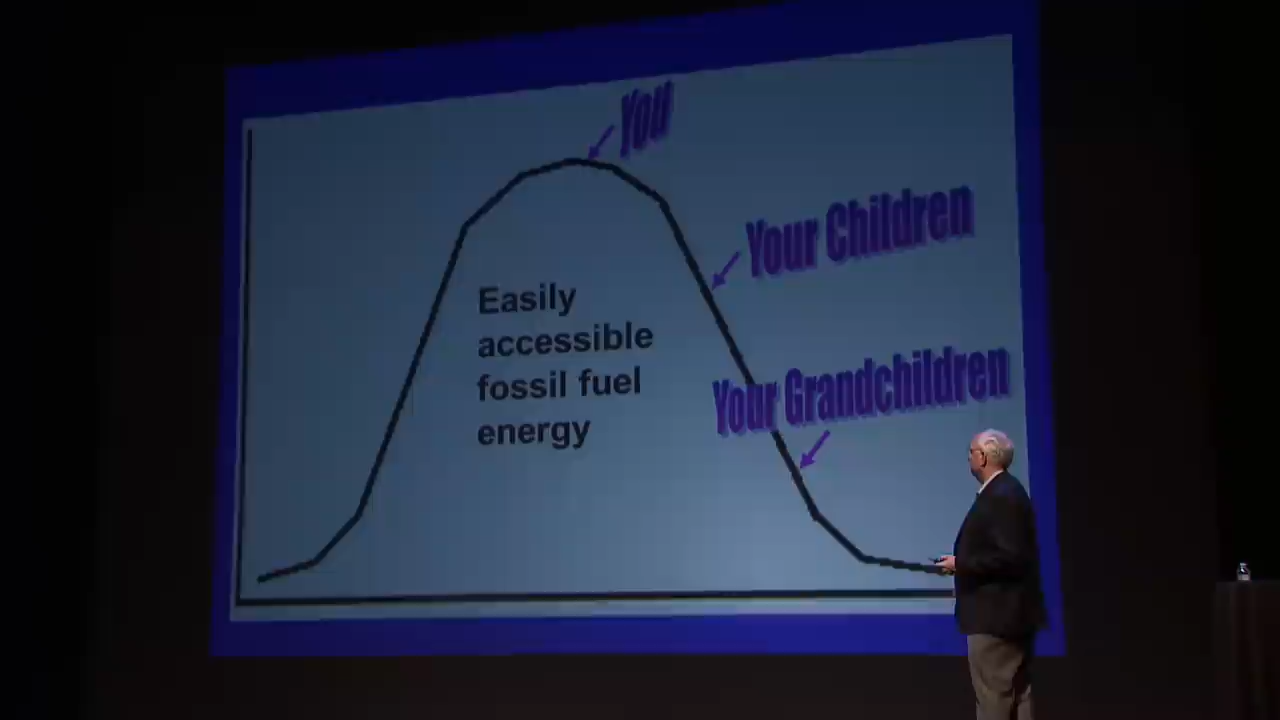 You
Your Children
Easily
accessible
fossil fuel
energy
Your Grandchildren